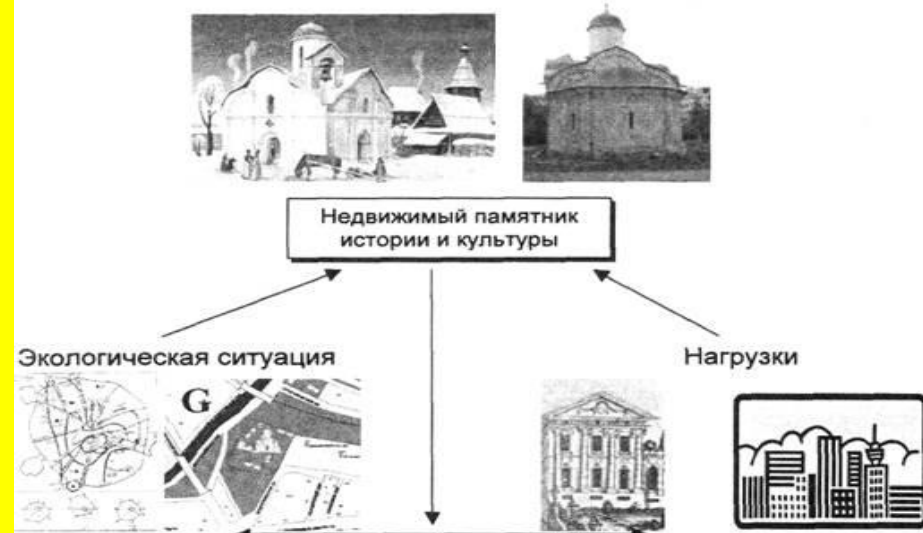 Недвижимый памятник
истории и культуры
Экологическая ситуация
Нагрузки
G